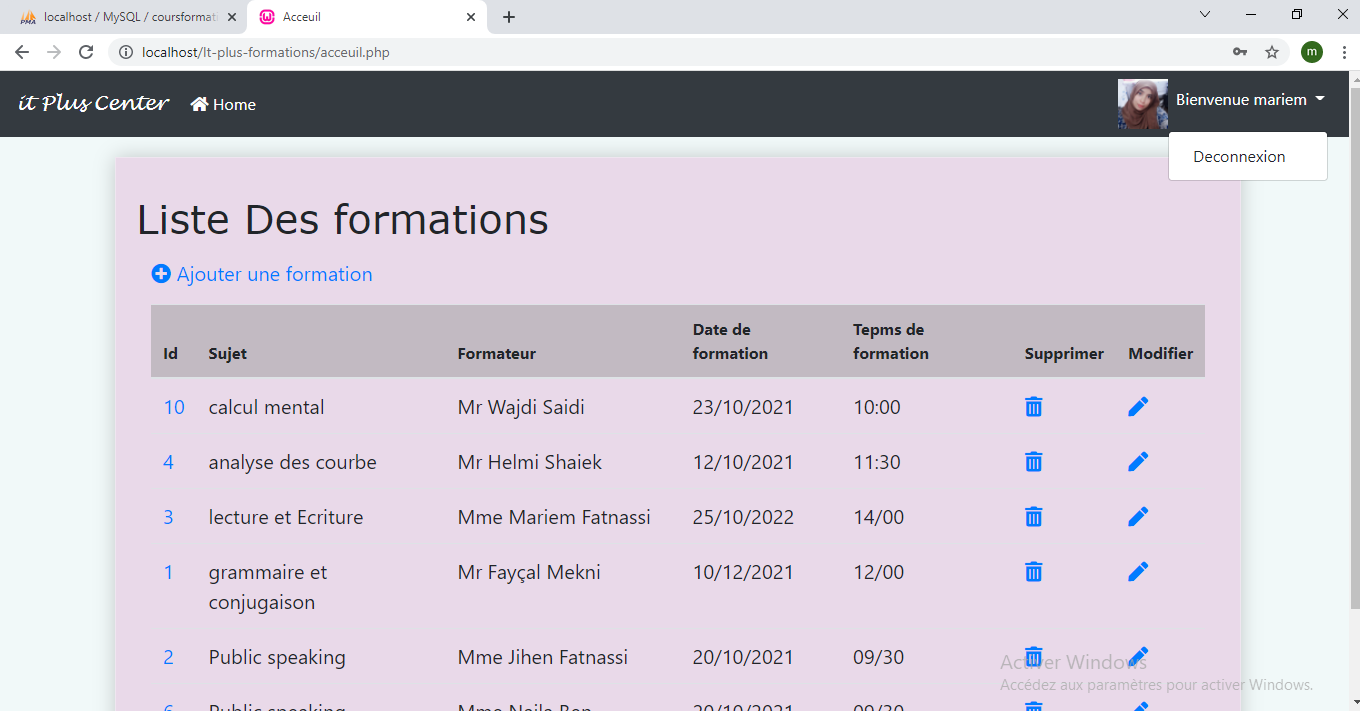 localhost / MySQL / coursformati
Acceuil
localhost/It-plus-formations/acceuil.php
m
it Plus Center
Home
Bienvenue mariem
Deconnexion
Liste Des formations
Ajouter une formation
Id Sujet Formateur Date de formation Tepms de formation Supprimer Modifier
10 calcul mental Mr Wajdi Saidi 23/10/2021 10:00
4 analyse des courbe Mr Helmi Shaiek 12/10/2021 11:30
3 lecture et Ecriture Mme Mariem Fatnassi 25/10/2022 14/00
1 grammaire et Mr Fayçal Mekni 10/12/2021 12/00
conjugaison
2 Public speaking Mme Jihen Fatnassi 20/10/2021 09/30
6 Public speaking Mme Neila Ben 20/10/2021 09/30
Activer Windows
Accédez aux paramètres pour activer Windows.